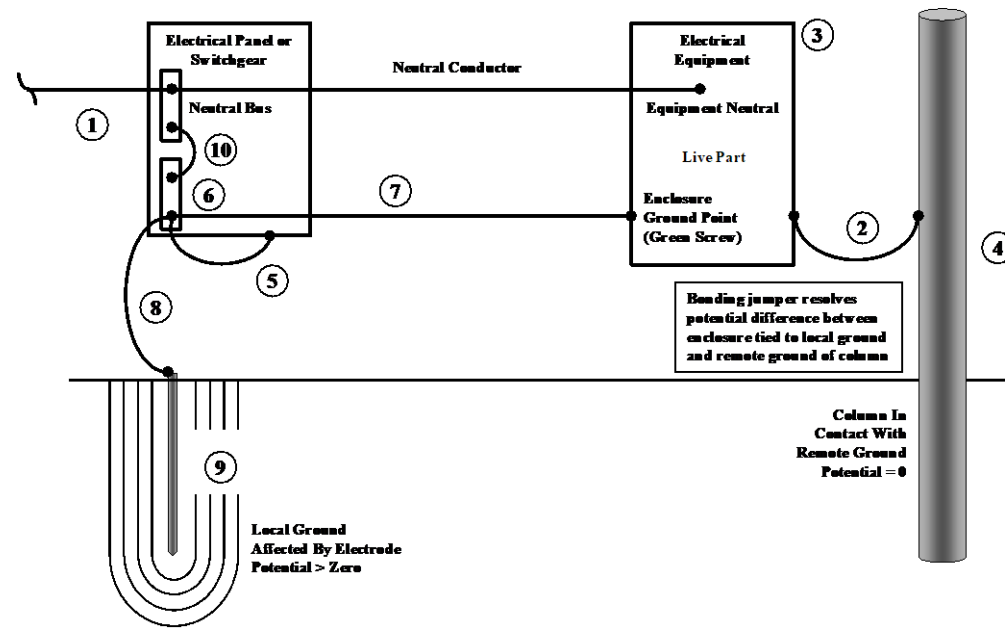 Electrical Panel or
Switchgear
Neutral Conductor
Electrical
Equipment
3
1
Neutral Bus
Equipment Neutral
10
Live Part
6
7
Enclosure
Ground Point
(Green Screw)
2
4
5
8
Bonding jumper resolves
potential difference between
enclosure tied to local ground
and remote ground of column
9
Column In
Contact With
Remote Ground
Potential = 0
Local Ground
Affected By Electrode
Potential > Zero